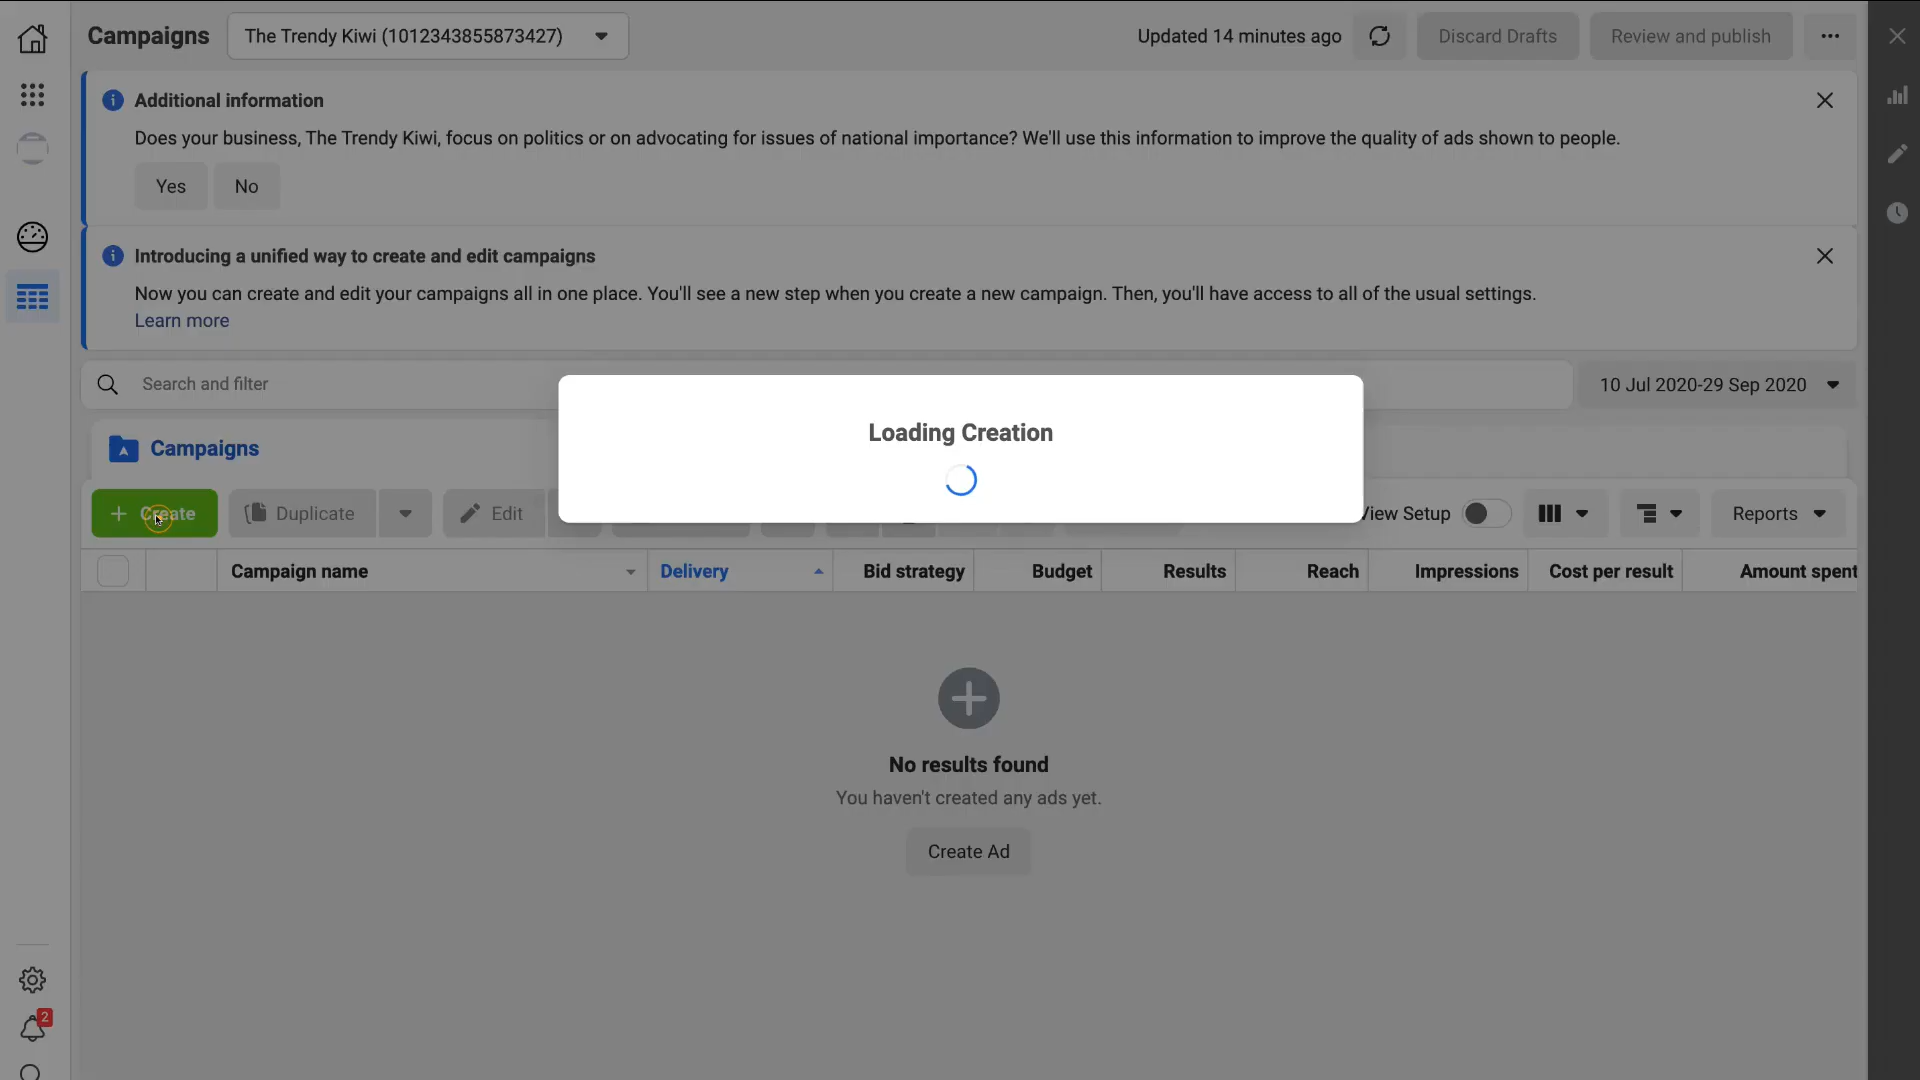 Campaigns
The Trendy Kiwi (1012343855873427)
Updated 14 minutes ago
Discard Drafts
Review and publish
Additional information
Does your business, The Trendy Kiwi, focus on politics or on advocating for issues of national importance? We'll use this information to improve the quality of ads shown to people.
Yes
No
Introducing a unified way to create and edit campaigns
Now you can create and edit your campaigns all in one place. You'll see a new step when you create a new campaign. Then, you'll have access to all of the usual settings.
Learn more
Search and filter
10 Jul 2020-29 Sep 2020
Loading Creation
Campaigns
+ Create
Duplicate
Edit
View Setup
Reports
Campaign name
Delivery
Bid strategy
Budget
Results
Reach
Impressions
Cost per result
Amount spent
No results found
You haven't created any ads yet.
Create Ad
2